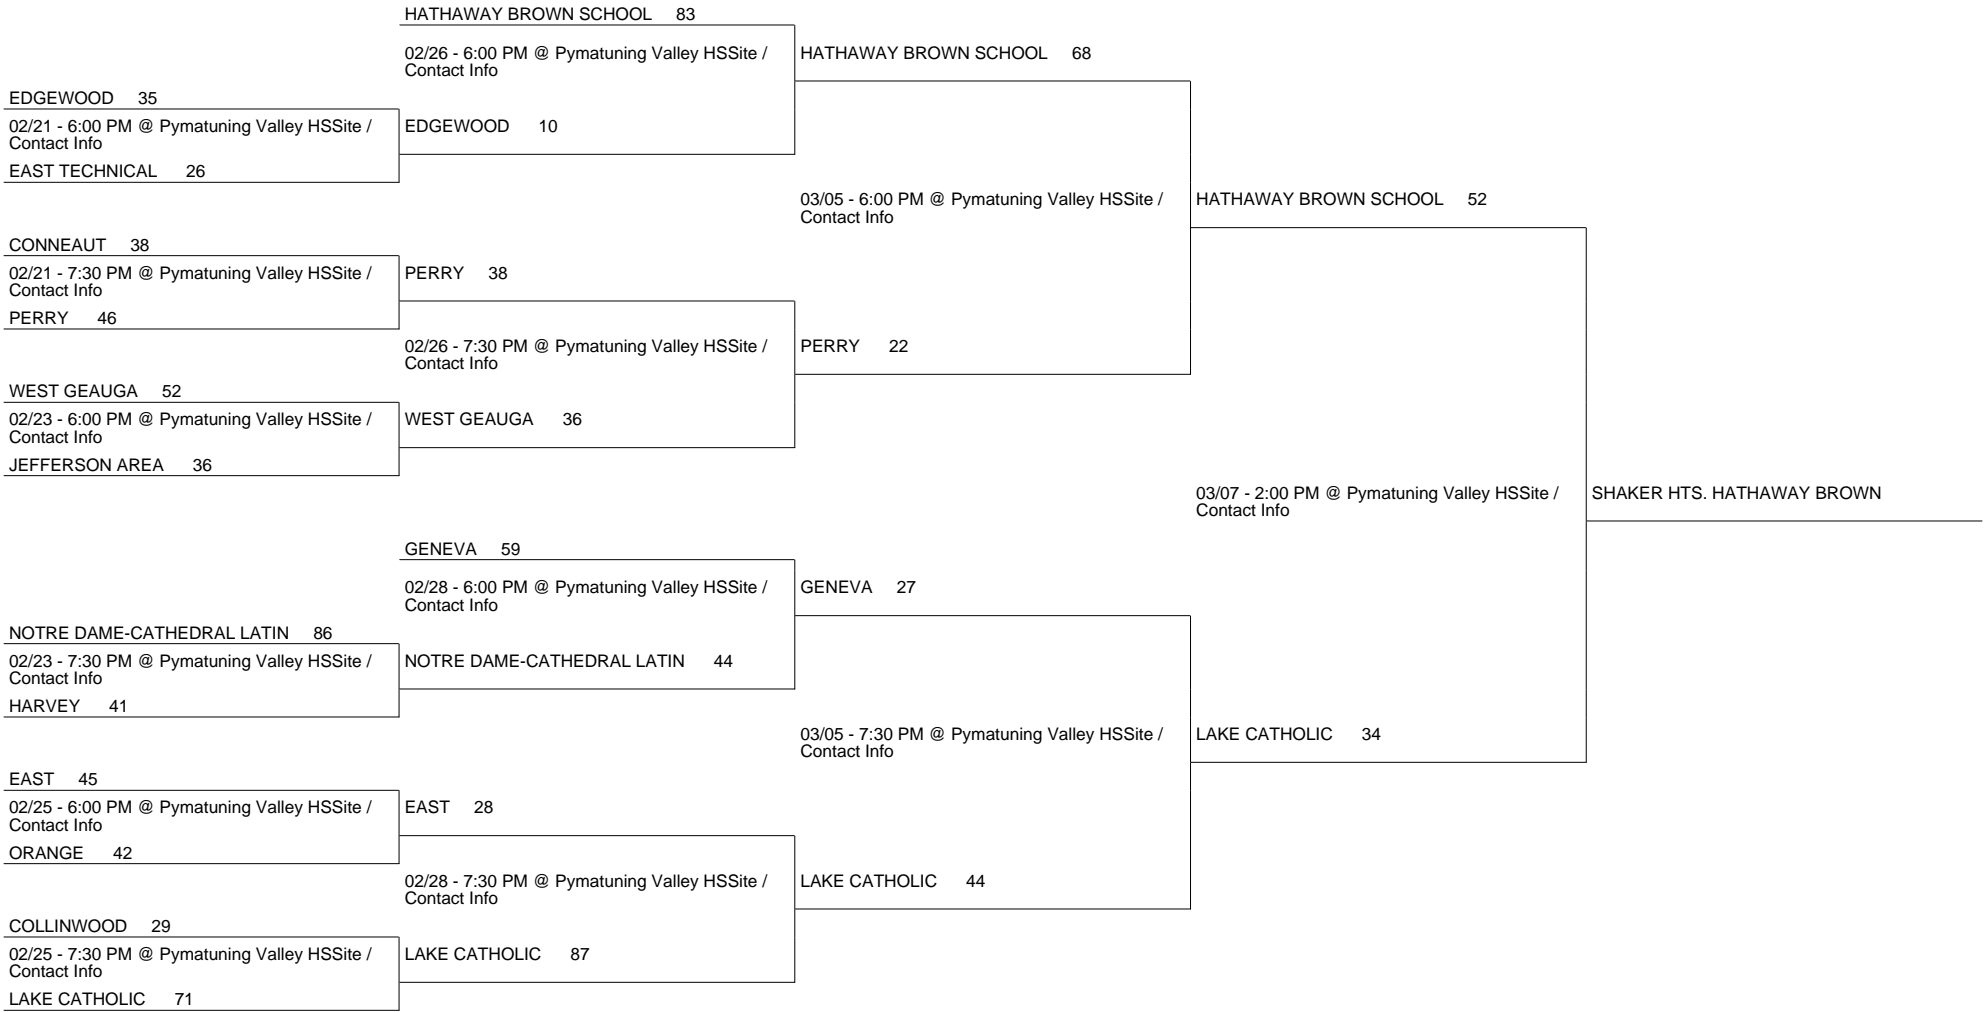 HATHAWAY BROWN SCHOOL 83
02/26 - 6:00 PM @ Pymatuning Valley HSSite /
Contact Info
HATHAWAY BROWN SCHOOL 68
EDGEWOOD 35
02/21 - 6:00 PM @ Pymatuning Valley HSSite /
Contact Info
EDGEWOOD 10
EAST TECHNICAL 26
03/05 - 6:00 PM @ Pymatuning Valley HSSite /
Contact Info
HATHAWAY BROWN SCHOOL 52
CONNEAUT 38
02/21 - 7:30 PM @ Pymatuning Valley HSSite /
Contact Info
PERRY 38
PERRY 46
02/26 - 7:30 PM @ Pymatuning Valley HSSite /
Contact Info
PERRY 22
WEST GEAUGA 52
02/23 - 6:00 PM @ Pymatuning Valley HSSite /
Contact Info
WEST GEAUGA 36
JEFFERSON AREA 36
03/07 - 2:00 PM @ Pymatuning Valley HSSite /
Contact Info
SHAKER HTS. HATHAWAY BROWN
GENEVA 59
02/28 - 6:00 PM @ Pymatuning Valley HSSite /
Contact Info
GENEVA 27
NOTRE DAME-CATHEDRAL LATIN 86
02/23 - 7:30 PM @ Pymatuning Valley HSSite /
Contact Info
NOTRE DAME-CATHEDRAL LATIN 44
HARVEY 41
03/05 - 7:30 PM @ Pymatuning Valley HSSite /
Contact Info
LAKE CATHOLIC 34
EAST 45
02/25 - 6:00 PM @ Pymatuning Valley HSSite /
Contact Info
EAST 28
ORANGE 42
02/28 - 7:30 PM @ Pymatuning Valley HSSite /
Contact Info
LAKE CATHOLIC 44
COLLINWOOD 29
02/25 - 7:30 PM @ Pymatuning Valley HSSite /
Contact Info
LAKE CATHOLIC 87
LAKE CATHOLIC 71